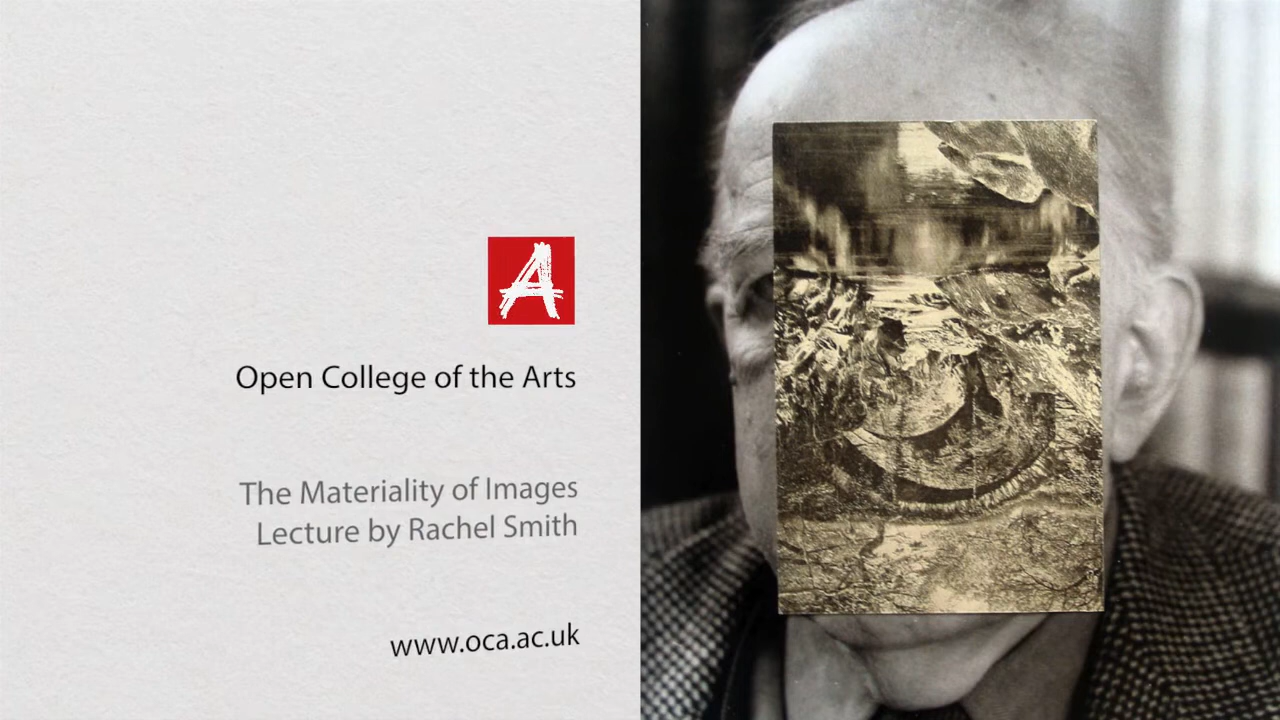 A
Open College of the Arts
The Materiality of Images
Lecture by Rachel Smith
www.oca.ac.uk